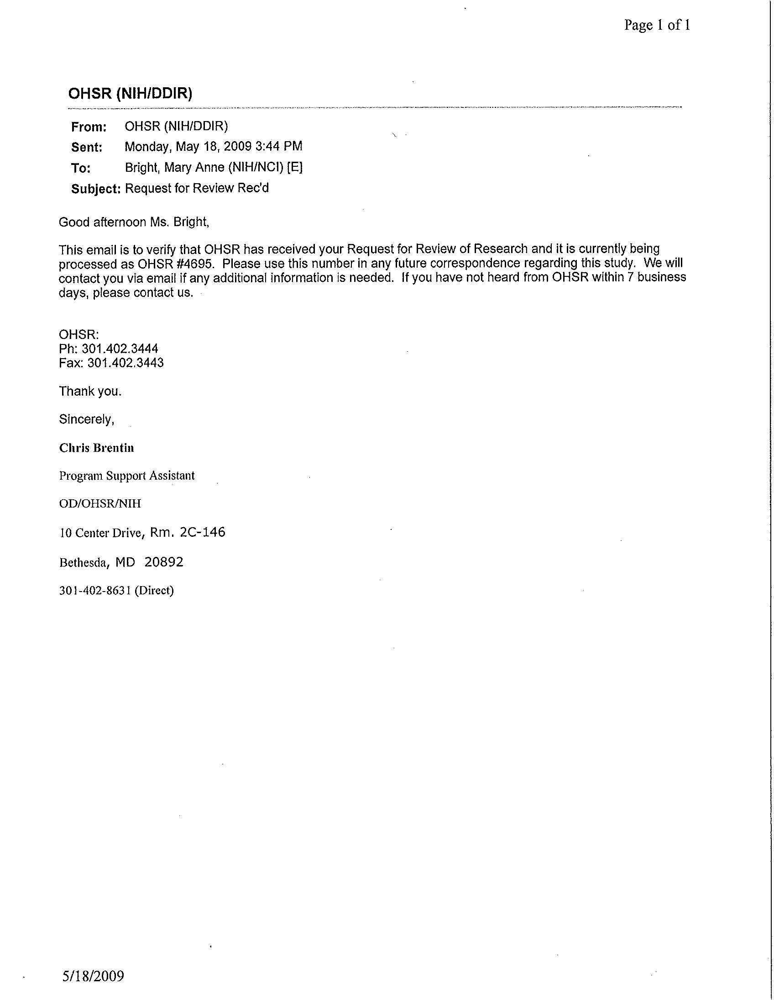 Page 1 of 1
OHSR (NIH/DDIR)
From: OHSR (NIH/DDIR)
Sent: Monday, May 18, 2009 3:44 PM
To: Bright, Mary Anne (NIH/NCI) [E]
Subject: Request for Review Rec'd
Good afternoon Ms. Bright,
This email is to verify that OHSR has received your Request for Review of Research and it is currently being
processed as OHSR #4695.  Please use this number in any future correspondence regarding this study.  We will
contact you via email if any additional information is needed.  If you have not heard from OHSR within 7 business
days, please contact us.
OHSR:
Ph: 301.402.3444
Fax: 301.402.3443
Thank you.
Sincerely,
Chris Brentin
Program Support Assistant
OD/OHSR/NIH
10 Center Drive, Rm. 2C-146
Bethesda, MD  20892
301-402-8631 (Direct)
5/18/2009